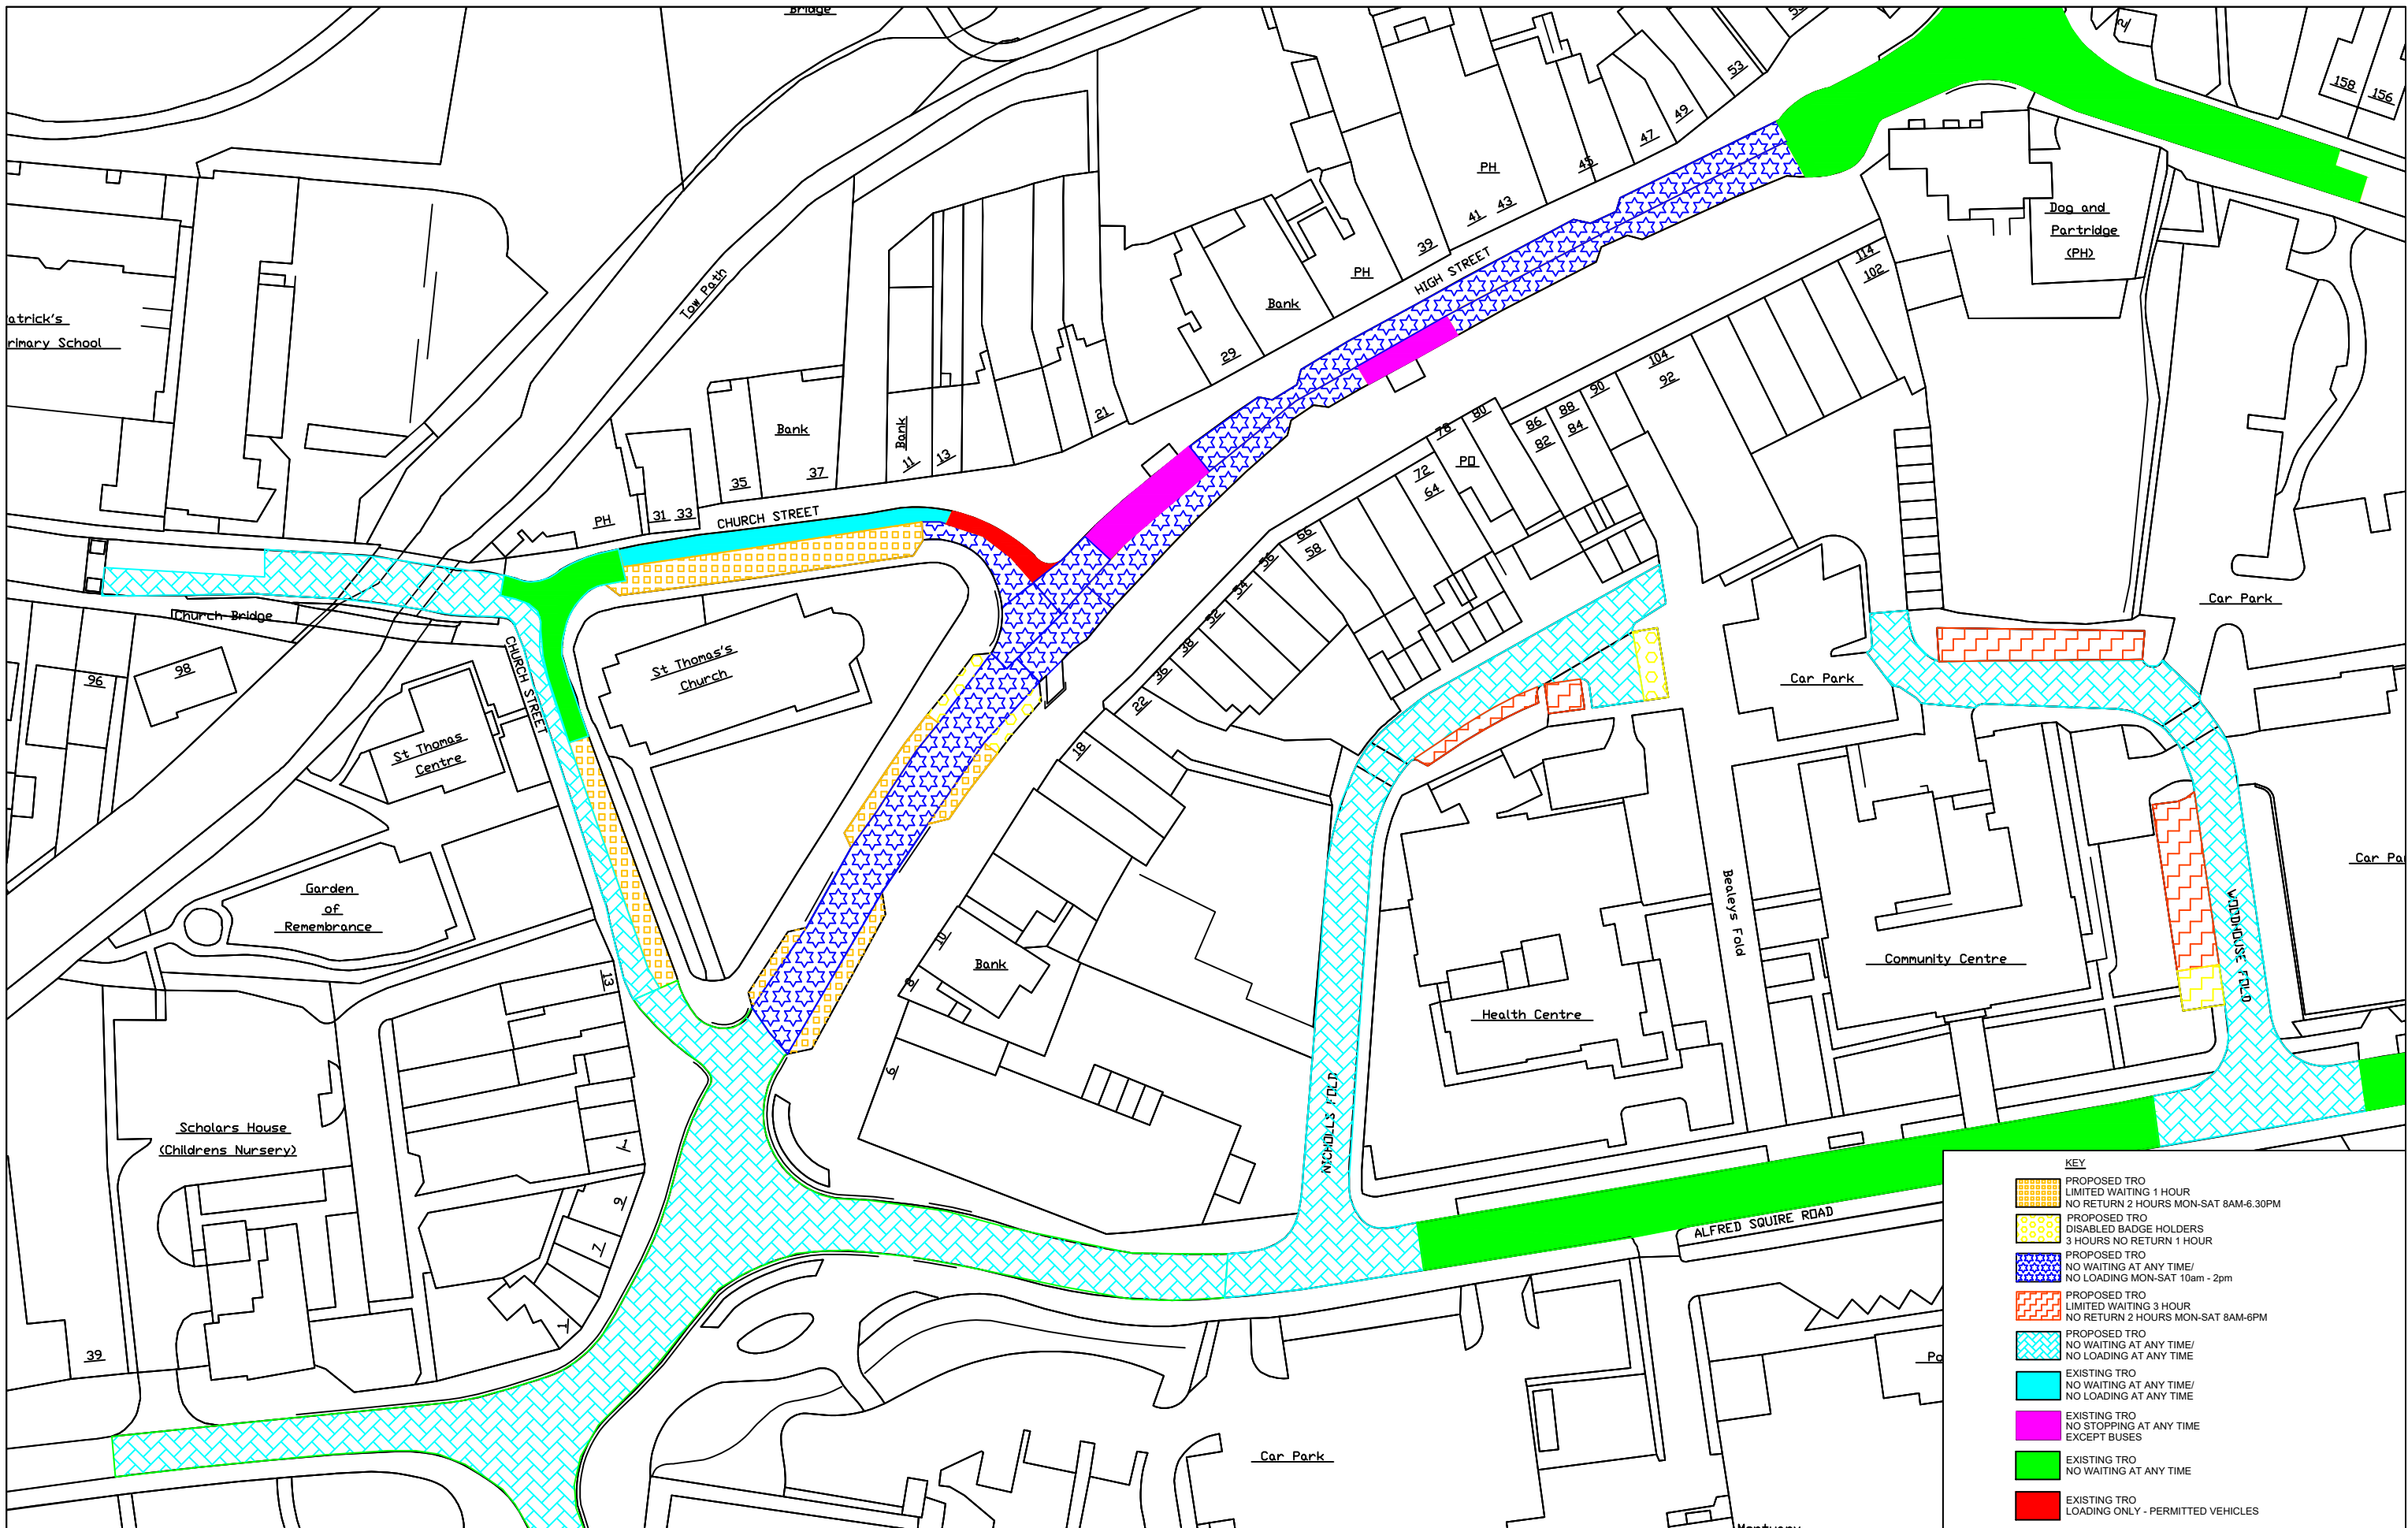 Bridge
53
158
156
PH
45
47
49
53
41
43
39
Dog and
Partridge
(PH)
HIGH STREET
Bank
PH
29
114
102
Tow Path
atrick's
rimary School
21
Bank
Bank
11
13
35
37
31
33
PH
CHURCH STREET
104
92
90
88
86
84
82
80
78
PO
72
64
66
58
56
54
52
38
36
22
18
Church Bridge
CHURCH STREET
96
98
St Thomas's
Church
St Thomas
Centre
Car Park
Car Park
Car Pa
Garden
of
Remembrance
13
10
8
6
Bank
Bealeys Fold
Community Centre
WOODHOUSE FOLD
Health Centre
NICHOLLS FOLD
Scholars House
(Childrens Nursery)
1
9
7
1
39
ALFRED SQUIRE ROAD
Car Park
Po
KEY
PROPOSED TRO
LIMITED WAITING 1 HOUR
NO RETURN 2 HOURS MON-SAT 8AM-6.30PM
PROPOSED TRO
DISABLED BADGE HOLDERS
3 HOURS NO RETURN 1 HOUR
PROPOSED TRO
NO WAITING AT ANY TIME/
NO LOADING MON-SAT 10am - 2pm
PROPOSED TRO
LIMITED WAITING 3 HOUR
NO RETURN 2 HOURS MON-SAT 8AM-6PM
PROPOSED TRO
NO WAITING AT ANY TIME/
NO LOADING AT ANY TIME
EXISTING TRO
NO WAITING AT ANY TIME/
NO LOADING AT ANY TIME
EXISTING TRO
NO STOPPING AT ANY TIME
EXCEPT BUSES
EXISTING TRO
NO WAITING AT ANY TIME
EXISTING TRO
LOADING ONLY - PERMITTED VEHICLES